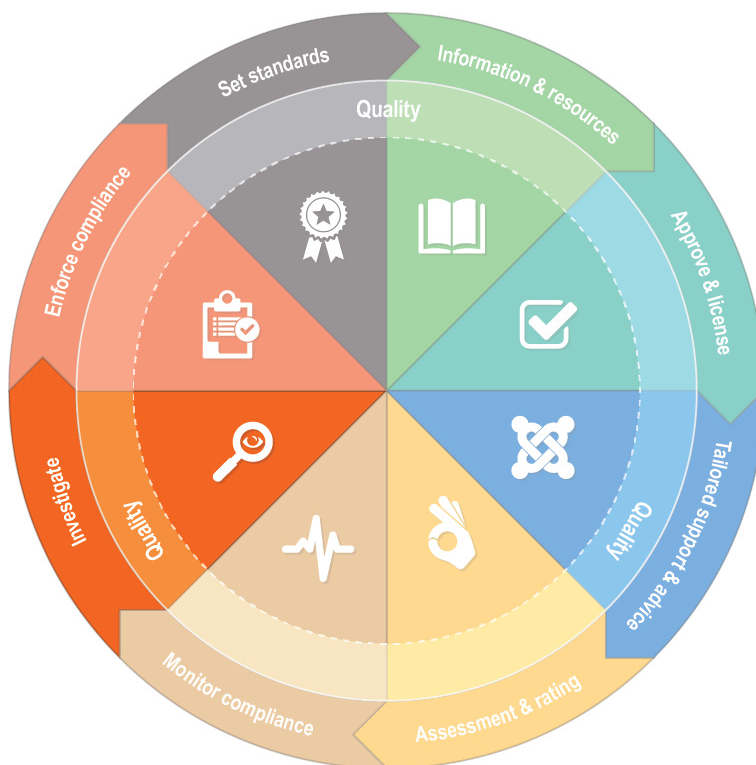 Set standards
Information & resources
Approve & license
Tailored support & advice
Assessment & rating
Monitor compliance
Investigate
Enforce compliance
Quality
Quality
Quality